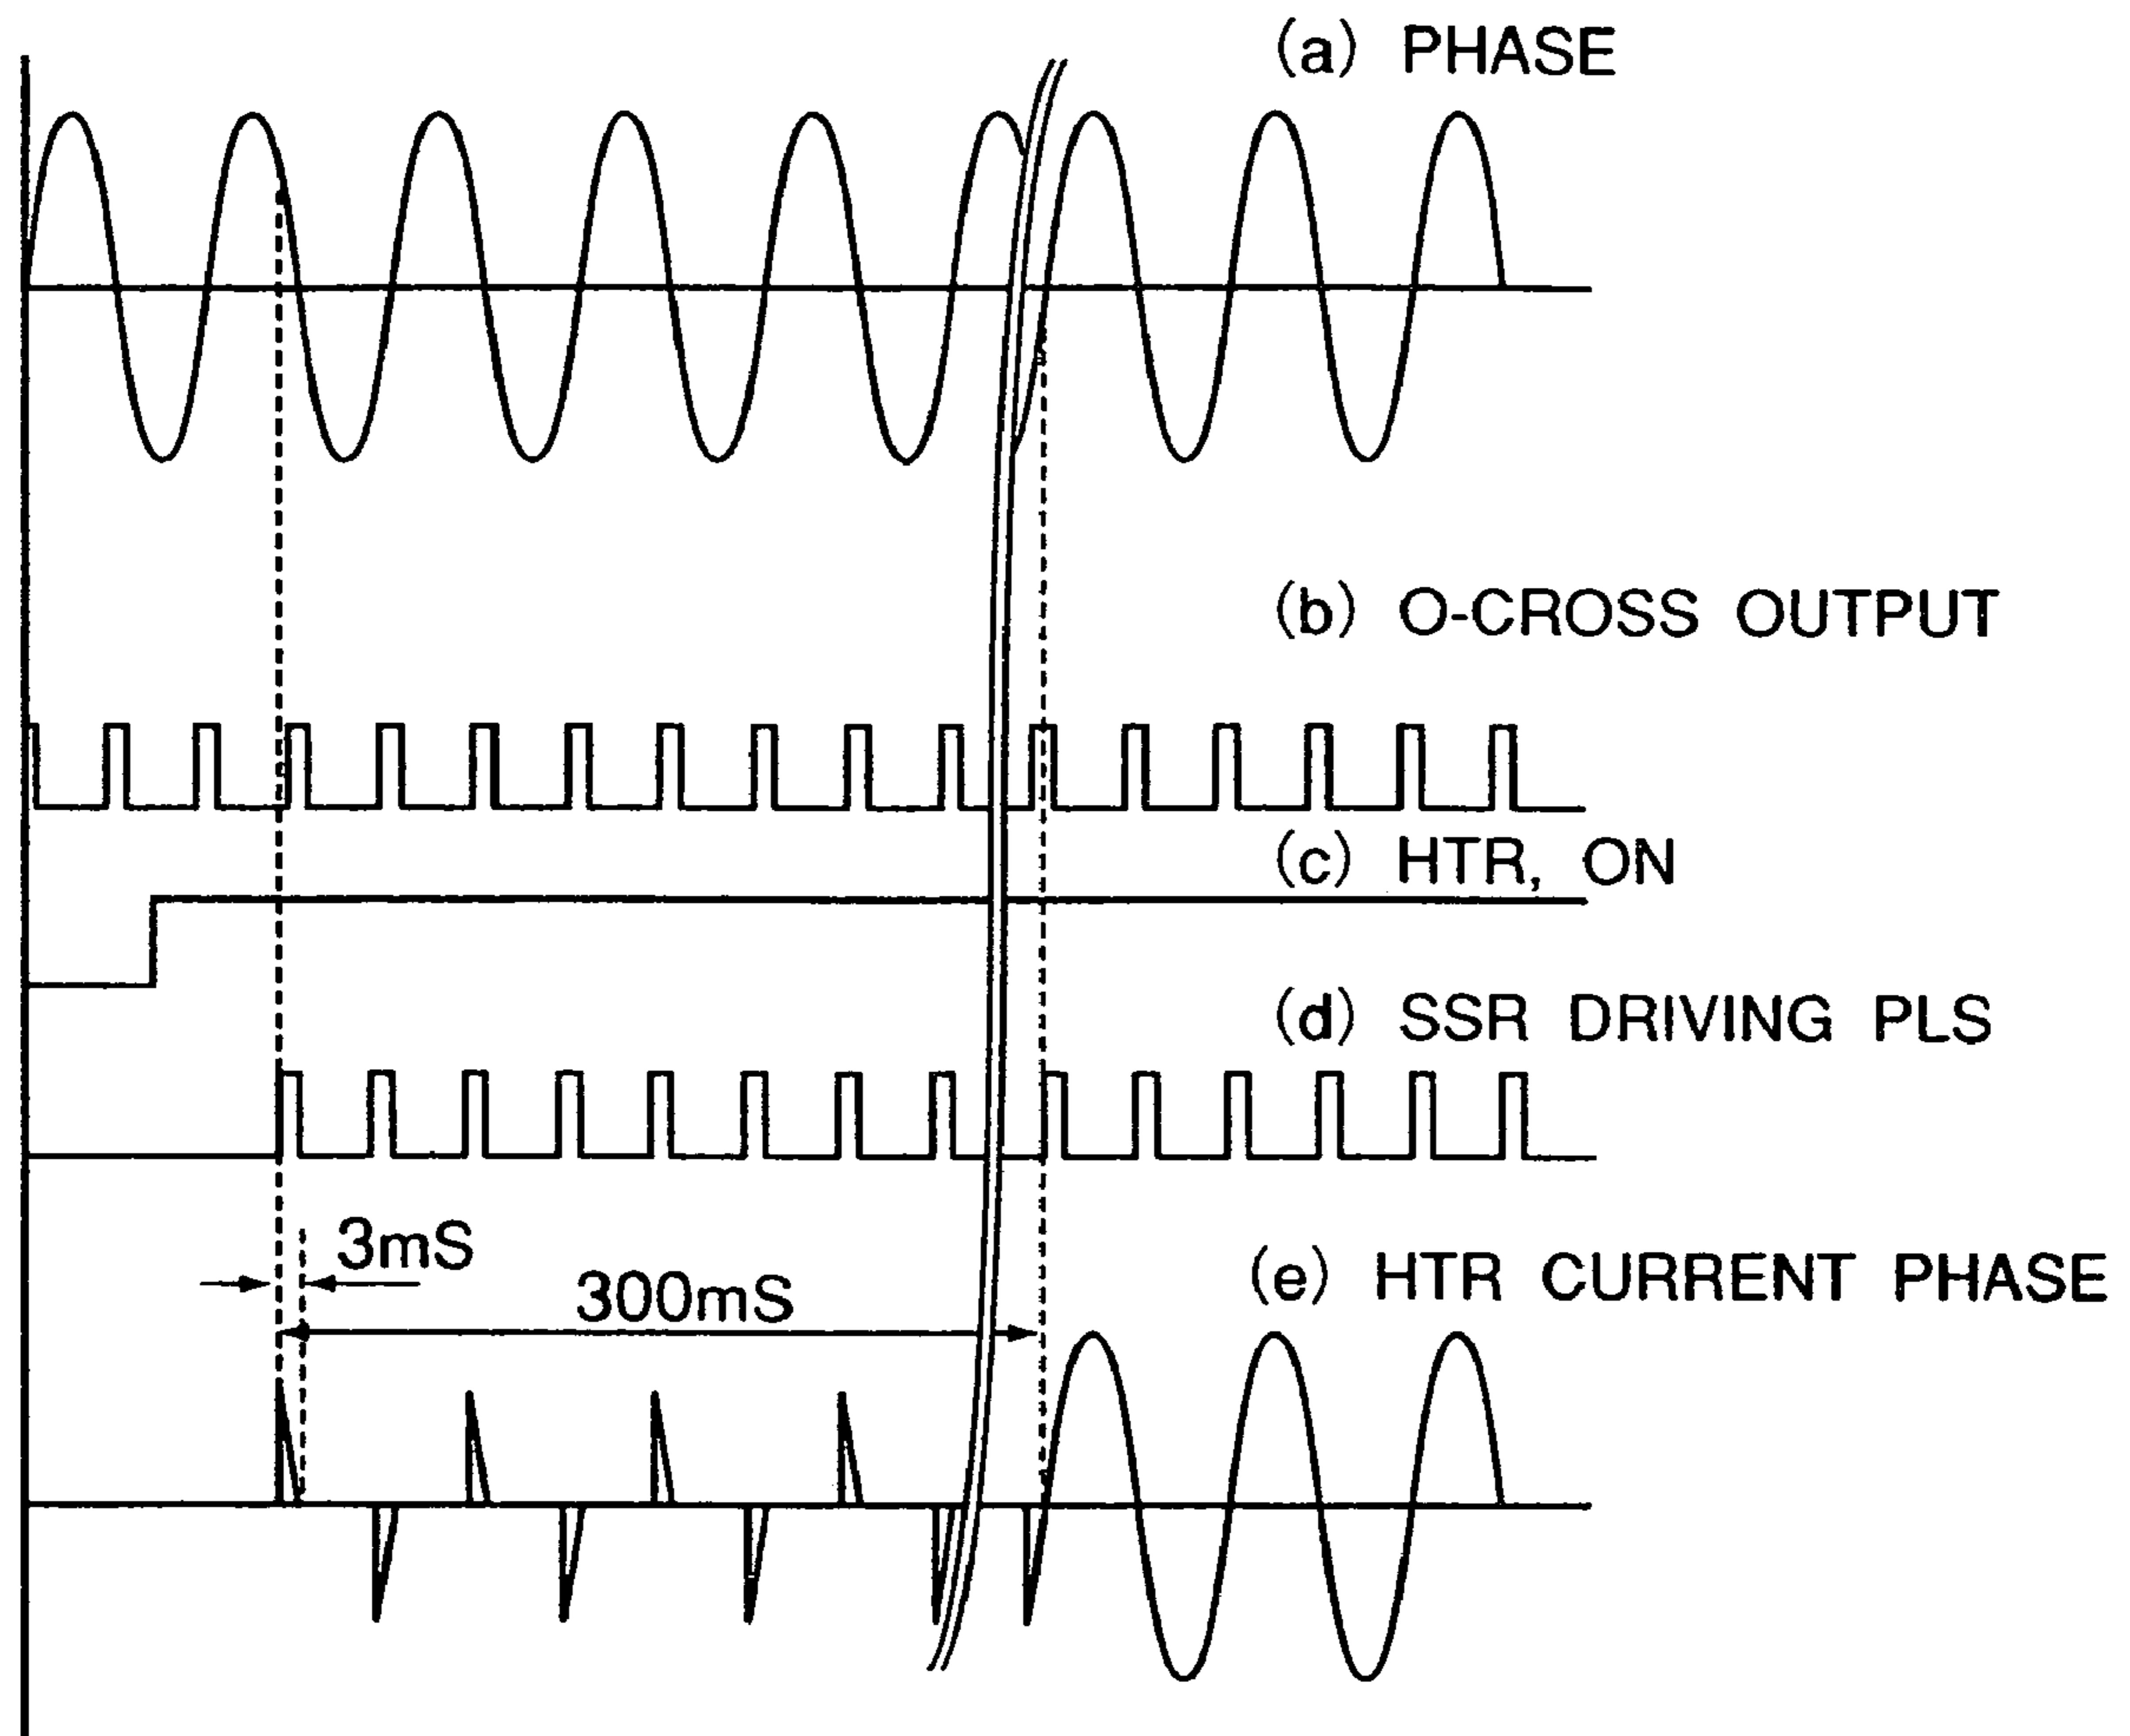 (a) PHASE
(b) O-CROSS OUTPUT
(c) HTR, ON
(d) SSR DRIVING PLS
3mS
300mS
(e) HTR CURRENT PHASE